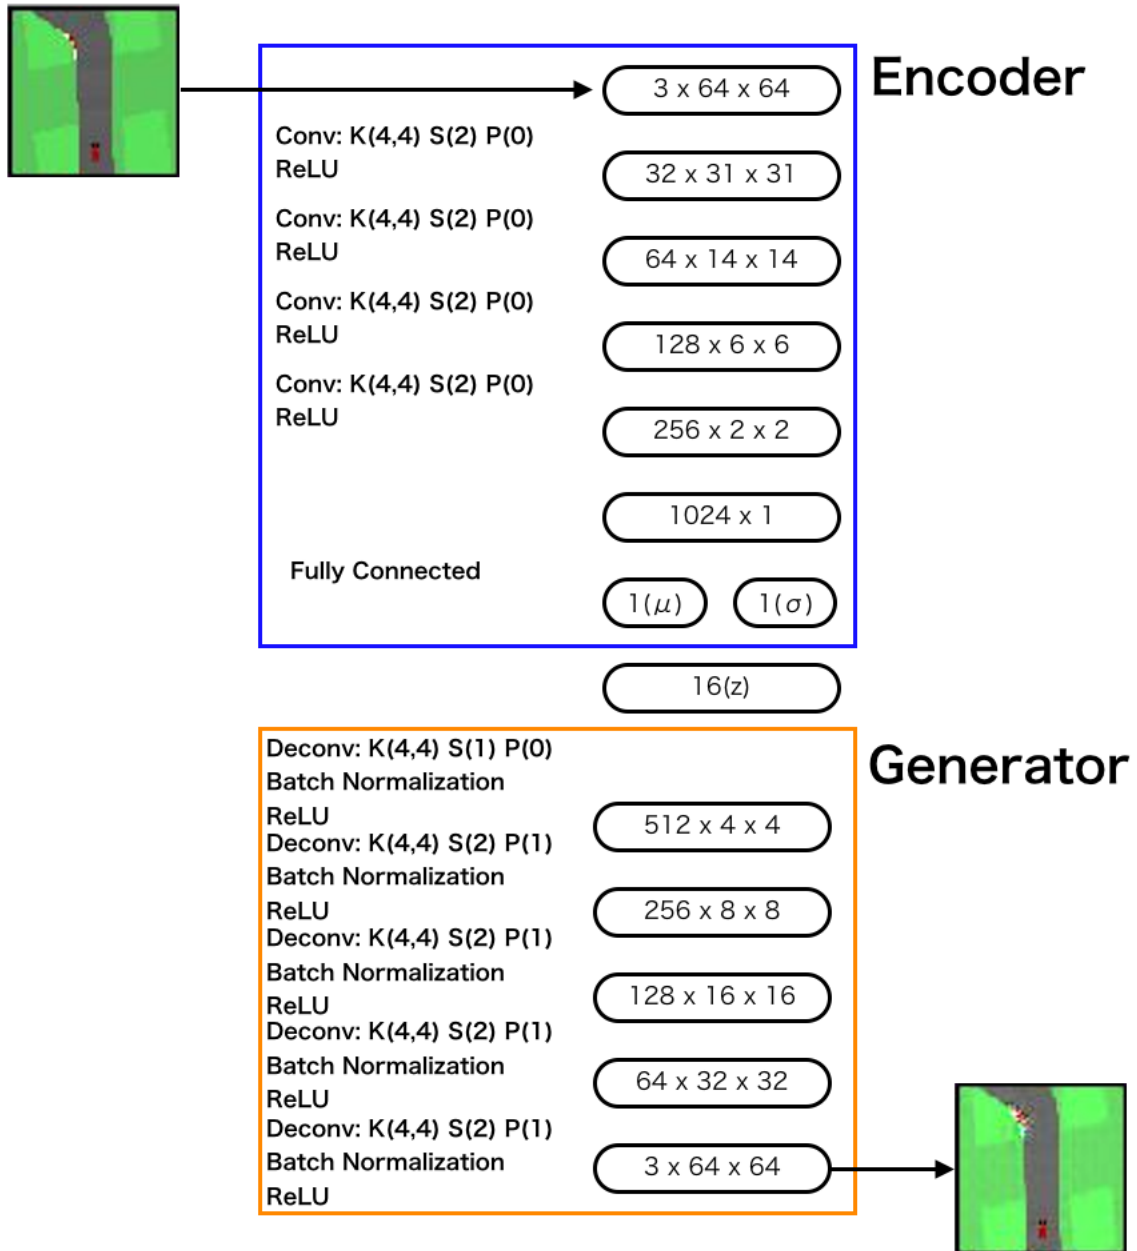 Encoder
3 x 64 x 64
Conv: K(4,4) S(2) P(0)
ReLU
32 x 31 x 31
Conv: K(4,4) S(2) P(0)
ReLU
64 x 14 x 14
Conv: K(4,4) S(2) P(0)
ReLU
128 x 6 x 6
Conv: K(4,4) S(2) P(0)
ReLU
256 x 2 x 2
1024 x 1
Fully Connected
1(μ)
1(σ)
16(z)
Generator
Deconv: K(4,4) S(1) P(0)
Batch Normalization
ReLU
512 x 4 x 4
Deconv: K(4,4) S(2) P(1)
Batch Normalization
ReLU
256 x 8 x 8
Deconv: K(4,4) S(2) P(1)
Batch Normalization
ReLU
128 x 16 x 16
Deconv: K(4,4) S(2) P(1)
Batch Normalization
ReLU
64 x 32 x 32
Deconv: K(4,4) S(2) P(1)
Batch Normalization
ReLU
3 x 64 x 64